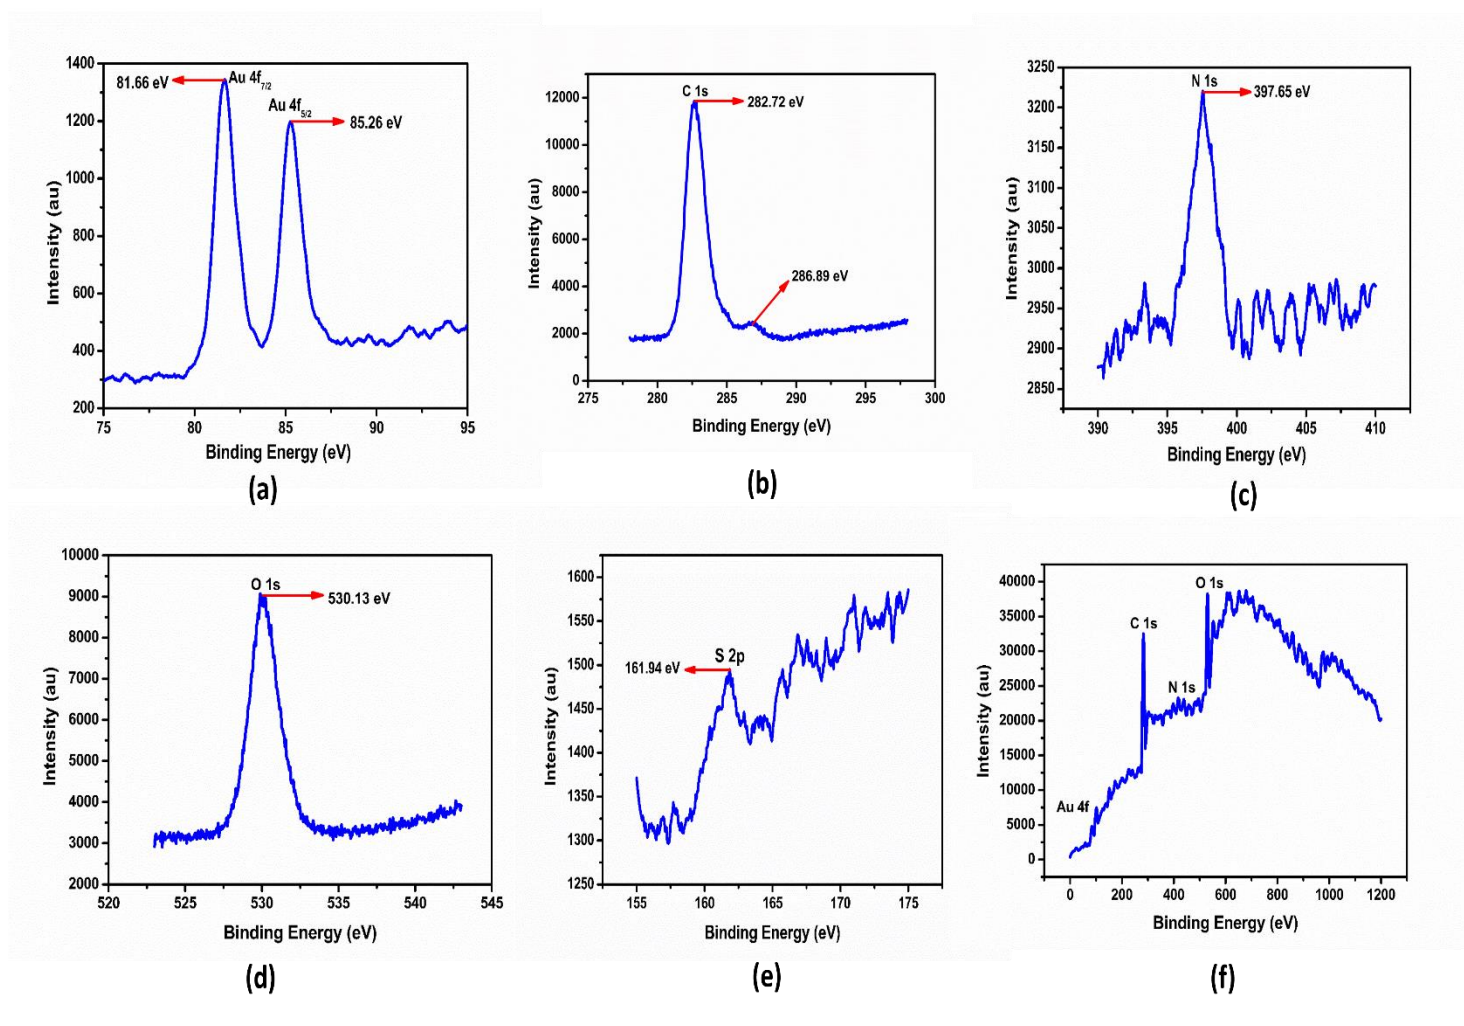 1400
1200
1000
800
600
400
200
75 80 85 90 95
Intensity (au)
Binding Energy (eV)
81.66 eV
Au 4f7/2
Au 4f5/2
85.26 eV
(a)
12000
10000
8000
6000
4000
2000
0
275 280 285 290 295 300
Intensity (au)
Binding Energy (eV)
C 1s
282.72 eV
286.89 eV
(b)
3250
3200
3150
3100
3050
3000
2950
2900
2850
390 395 400 405 410
Intensity (au)
Binding Energy (eV)
N 1s
397.65 eV
(c)
10000
9000
8000
7000
6000
5000
4000
3000
2000
520 525 530 535 540 545
Intensity (au)
Binding Energy (eV)
O 1s
530.13 eV
(d)
1600
1550
1500
1450
1400
1350
1300
1250
155 160 165 170 175
Intensity (au)
Binding Energy (eV)
161.94 eV
S 2p
(e)
40000
35000
30000
25000
20000
15000
10000
5000
0
0 200 400 600 800 1000 1200
Intensity (au)
Binding Energy (eV)
O 1s
C 1s
N 1s
Au 4f
(f)